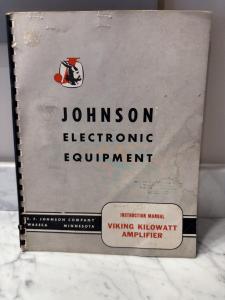 JOHNSON
ELECTRONIC
EQUIPMENT
E. F. JOHNSON COMPANY
WASECA MINNESOTA
INSTRUCTION MANUAL
VIKING KILOWATT
AMPLIFIER